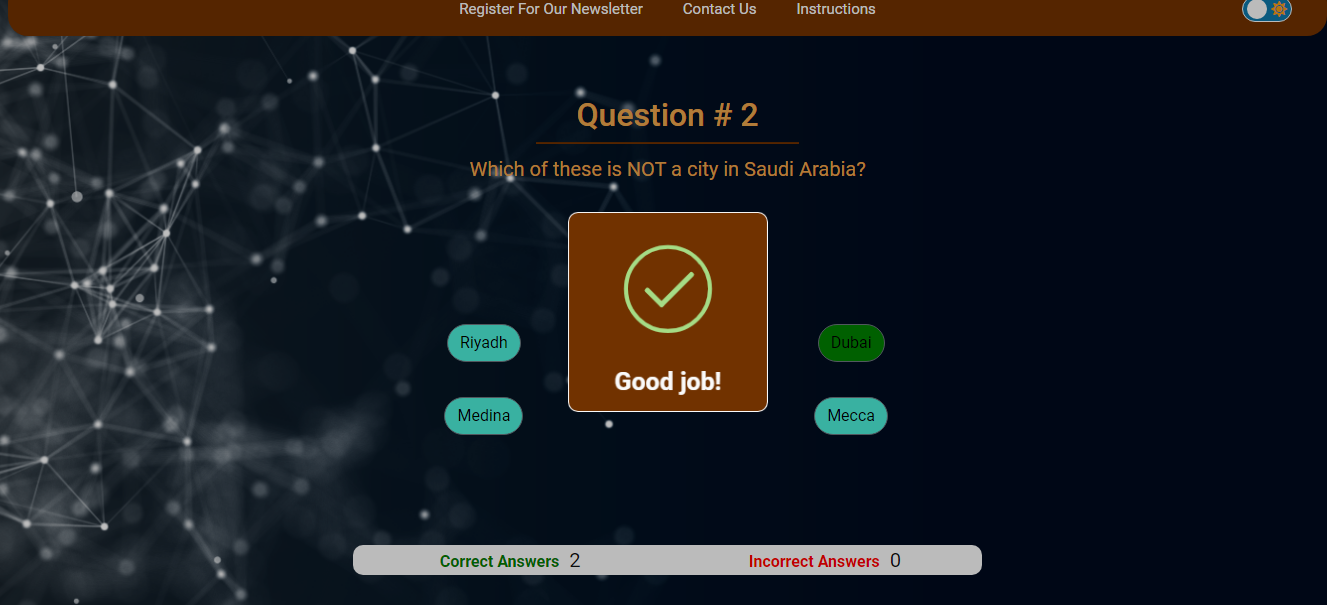 Register For Our Newsletter Contact Us Instructions
Question # 2
Which of these is NOT a city in Saudi Arabia?
Riyadh
Dubai
Good job!
Medina
Mecca
Correct Answers 2 Incorrect Answers 0